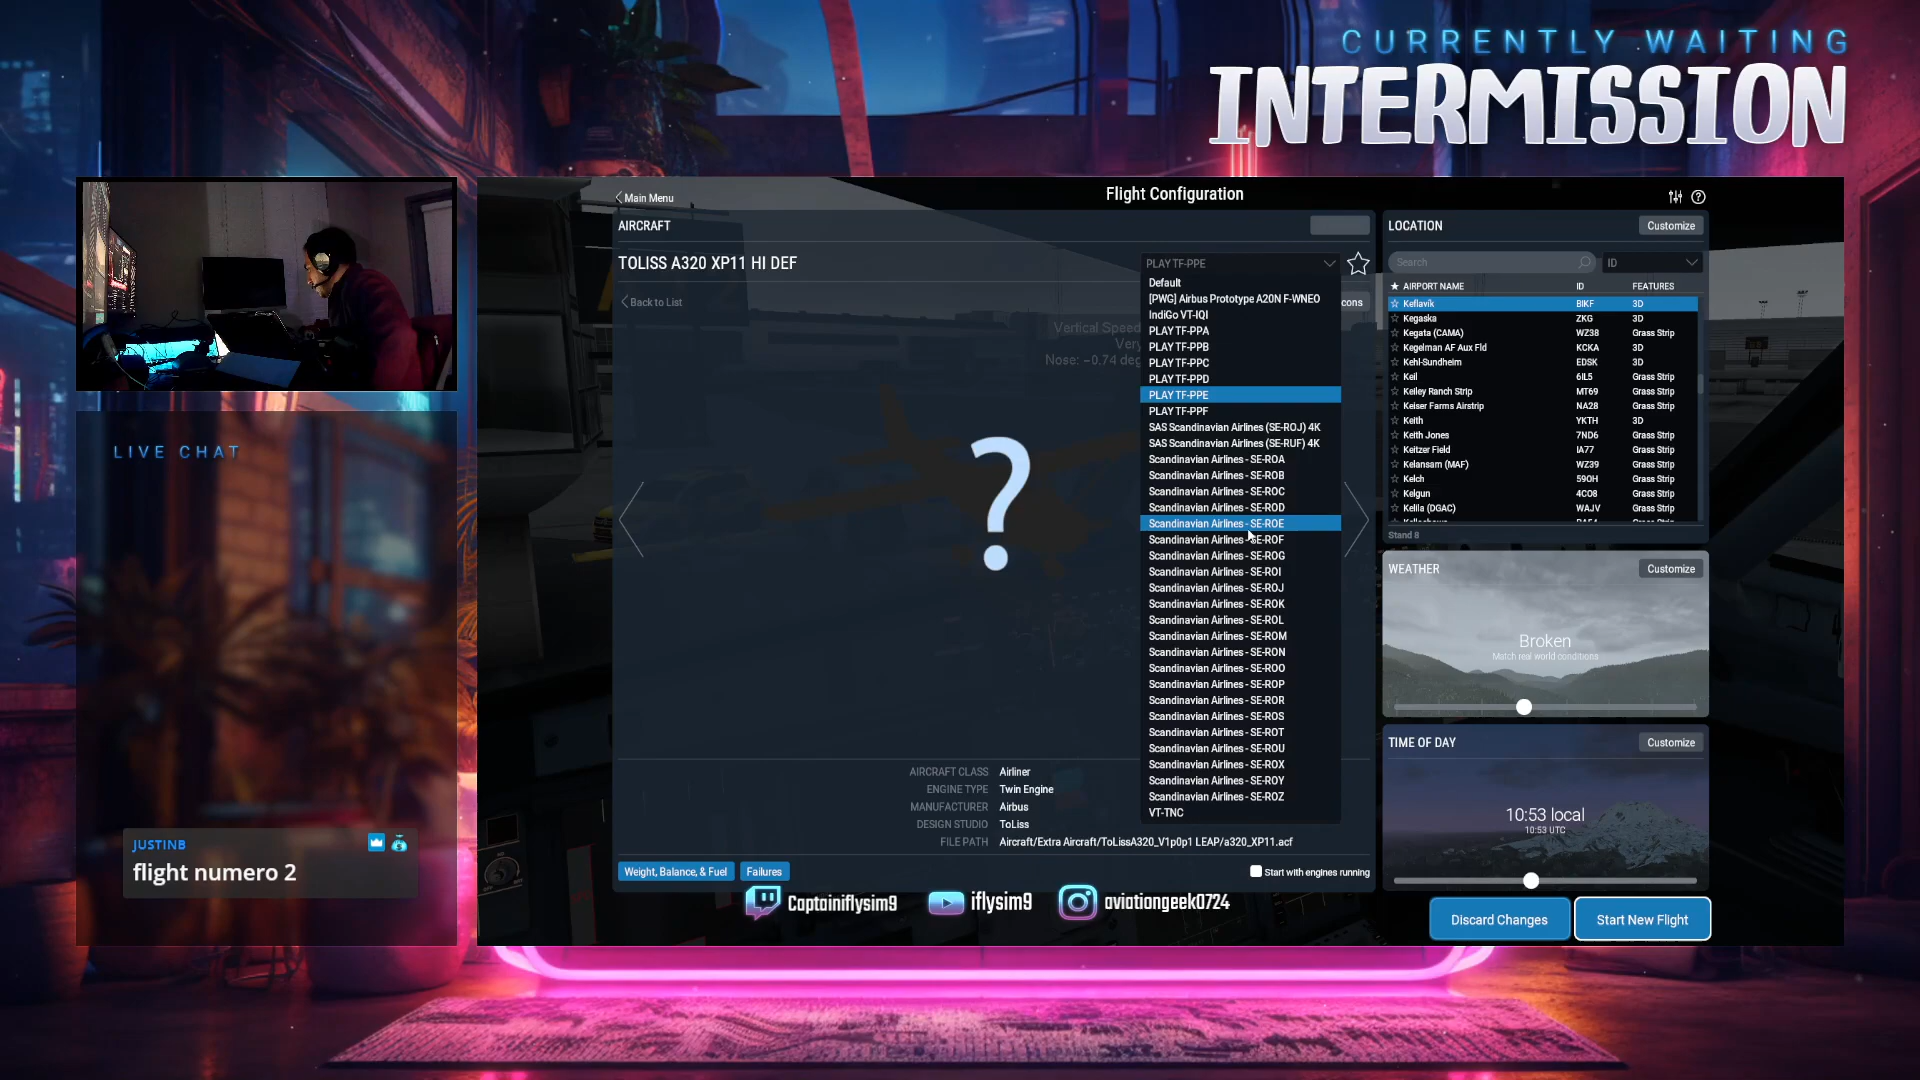 CURRENTLY WAITING
INTERMISSION
Main Menu
Flight Configuration
AIRCRAFT
TOLISS A320 XP11 HI DEF
PLAY TF-PPE
Back to List
cons
Vertical Speed
Very
Nose: -0.74 deg
Default
[PWG] Airbus Prototype A20N F-WNEO
IndiGo VT-IQI
PLAY TF-PPA
PLAY TF-PPB
PLAY TF-PPC
PLAY TF-PPD
PLAY TF-PPE
PLAY TF-PPF
SAS Scandinavian Airlines (SE-ROJ) 4K
SAS Scandinavian Airlines (SE-RUF) 4K
Scandinavian Airlines - SE-ROA
Scandinavian Airlines - SE-ROB
Scandinavian Airlines - SE-ROC
Scandinavian Airlines - SE-ROD
Scandinavian Airlines - SE-ROE
Scandinavian Airlines - SE-ROF
Scandinavian Airlines - SE-ROG
Scandinavian Airlines - SE-ROI
Scandinavian Airlines - SE-ROJ
Scandinavian Airlines - SE-ROK
Scandinavian Airlines - SE-ROL
Scandinavian Airlines - SE-ROM
Scandinavian Airlines - SE-RON
Scandinavian Airlines - SE-ROO
Scandinavian Airlines - SE-ROP
Scandinavian Airlines - SE-ROR
Scandinavian Airlines - SE-ROS
Scandinavian Airlines - SE-ROT
Scandinavian Airlines - SE-ROU
Scandinavian Airlines - SE-ROX
Scandinavian Airlines - SE-ROY
Scandinavian Airlines - SE-ROZ
VT-TNC
?
AIRCRAFT CLASS Airliner
ENGINE TYPE Twin Engine
MANUFACTURER Airbus
DESIGN STUDIO ToLiss
FILE PATH Aircraft/Extra Aircraft/ToLissA320_V1p0p1 LEAP/a320_XP11.acf
Weight, Balance, & Fuel
Failures
Start with engines running
LOCATION
Customize
Search
ID
AIRPORT NAME ID FEATURES
Keflavík BIKF 3D
Kegaska ZKG 3D
Kegata (CAMA) WZ38 Grass Strip
Kegelman AF Aux Fld KCKA 3D
Kehl-Sundheim EDSK 3D
Keil 6IL5 Grass Strip
Keiley Ranch Strip MT69 Grass Strip
Keiser Farms Airstrip NA28 Grass Strip
Keith YKTH 3D
Keith Jones 7ND6 Grass Strip
Keitzer Field IA77 Grass Strip
Kelansam (MAF) WZ39 Grass Strip
Kelch 59OH Grass Strip
Kelgun 4CO8 Grass Strip
Kelila (DGAC) WAJV Grass Strip
Stand 8
WEATHER
Customize
Broken
Match real world conditions
TIME OF DAY
Customize
10:53 local
10:53 UTC
Discard Changes
Start New Flight
LIVE CHAT
JUSTINB
flight numero 2
Captainiflysim9
iflysim9
aviationgeek0724